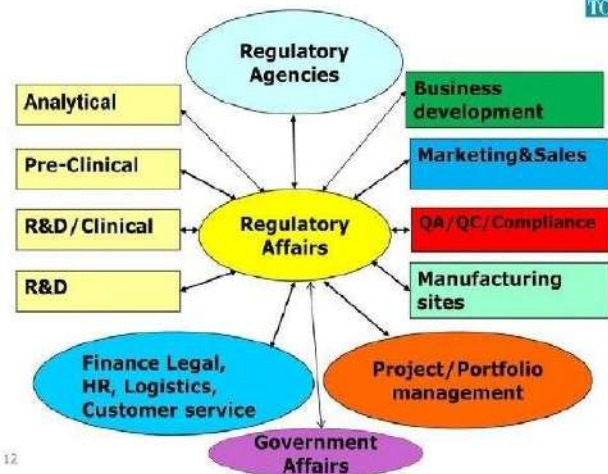 TO
Regulatory
Agencies
Analytical
Business
development
Pre-Clinical
Marketing&Sales
R&D/Clinical
Regulatory
Affairs
QA/QC/Compliance
R&D
Manufacturing
sites
Finance Legal,
HR, Logistics,
Customer service
Project/Portfolio
management
Government
Affairs
12